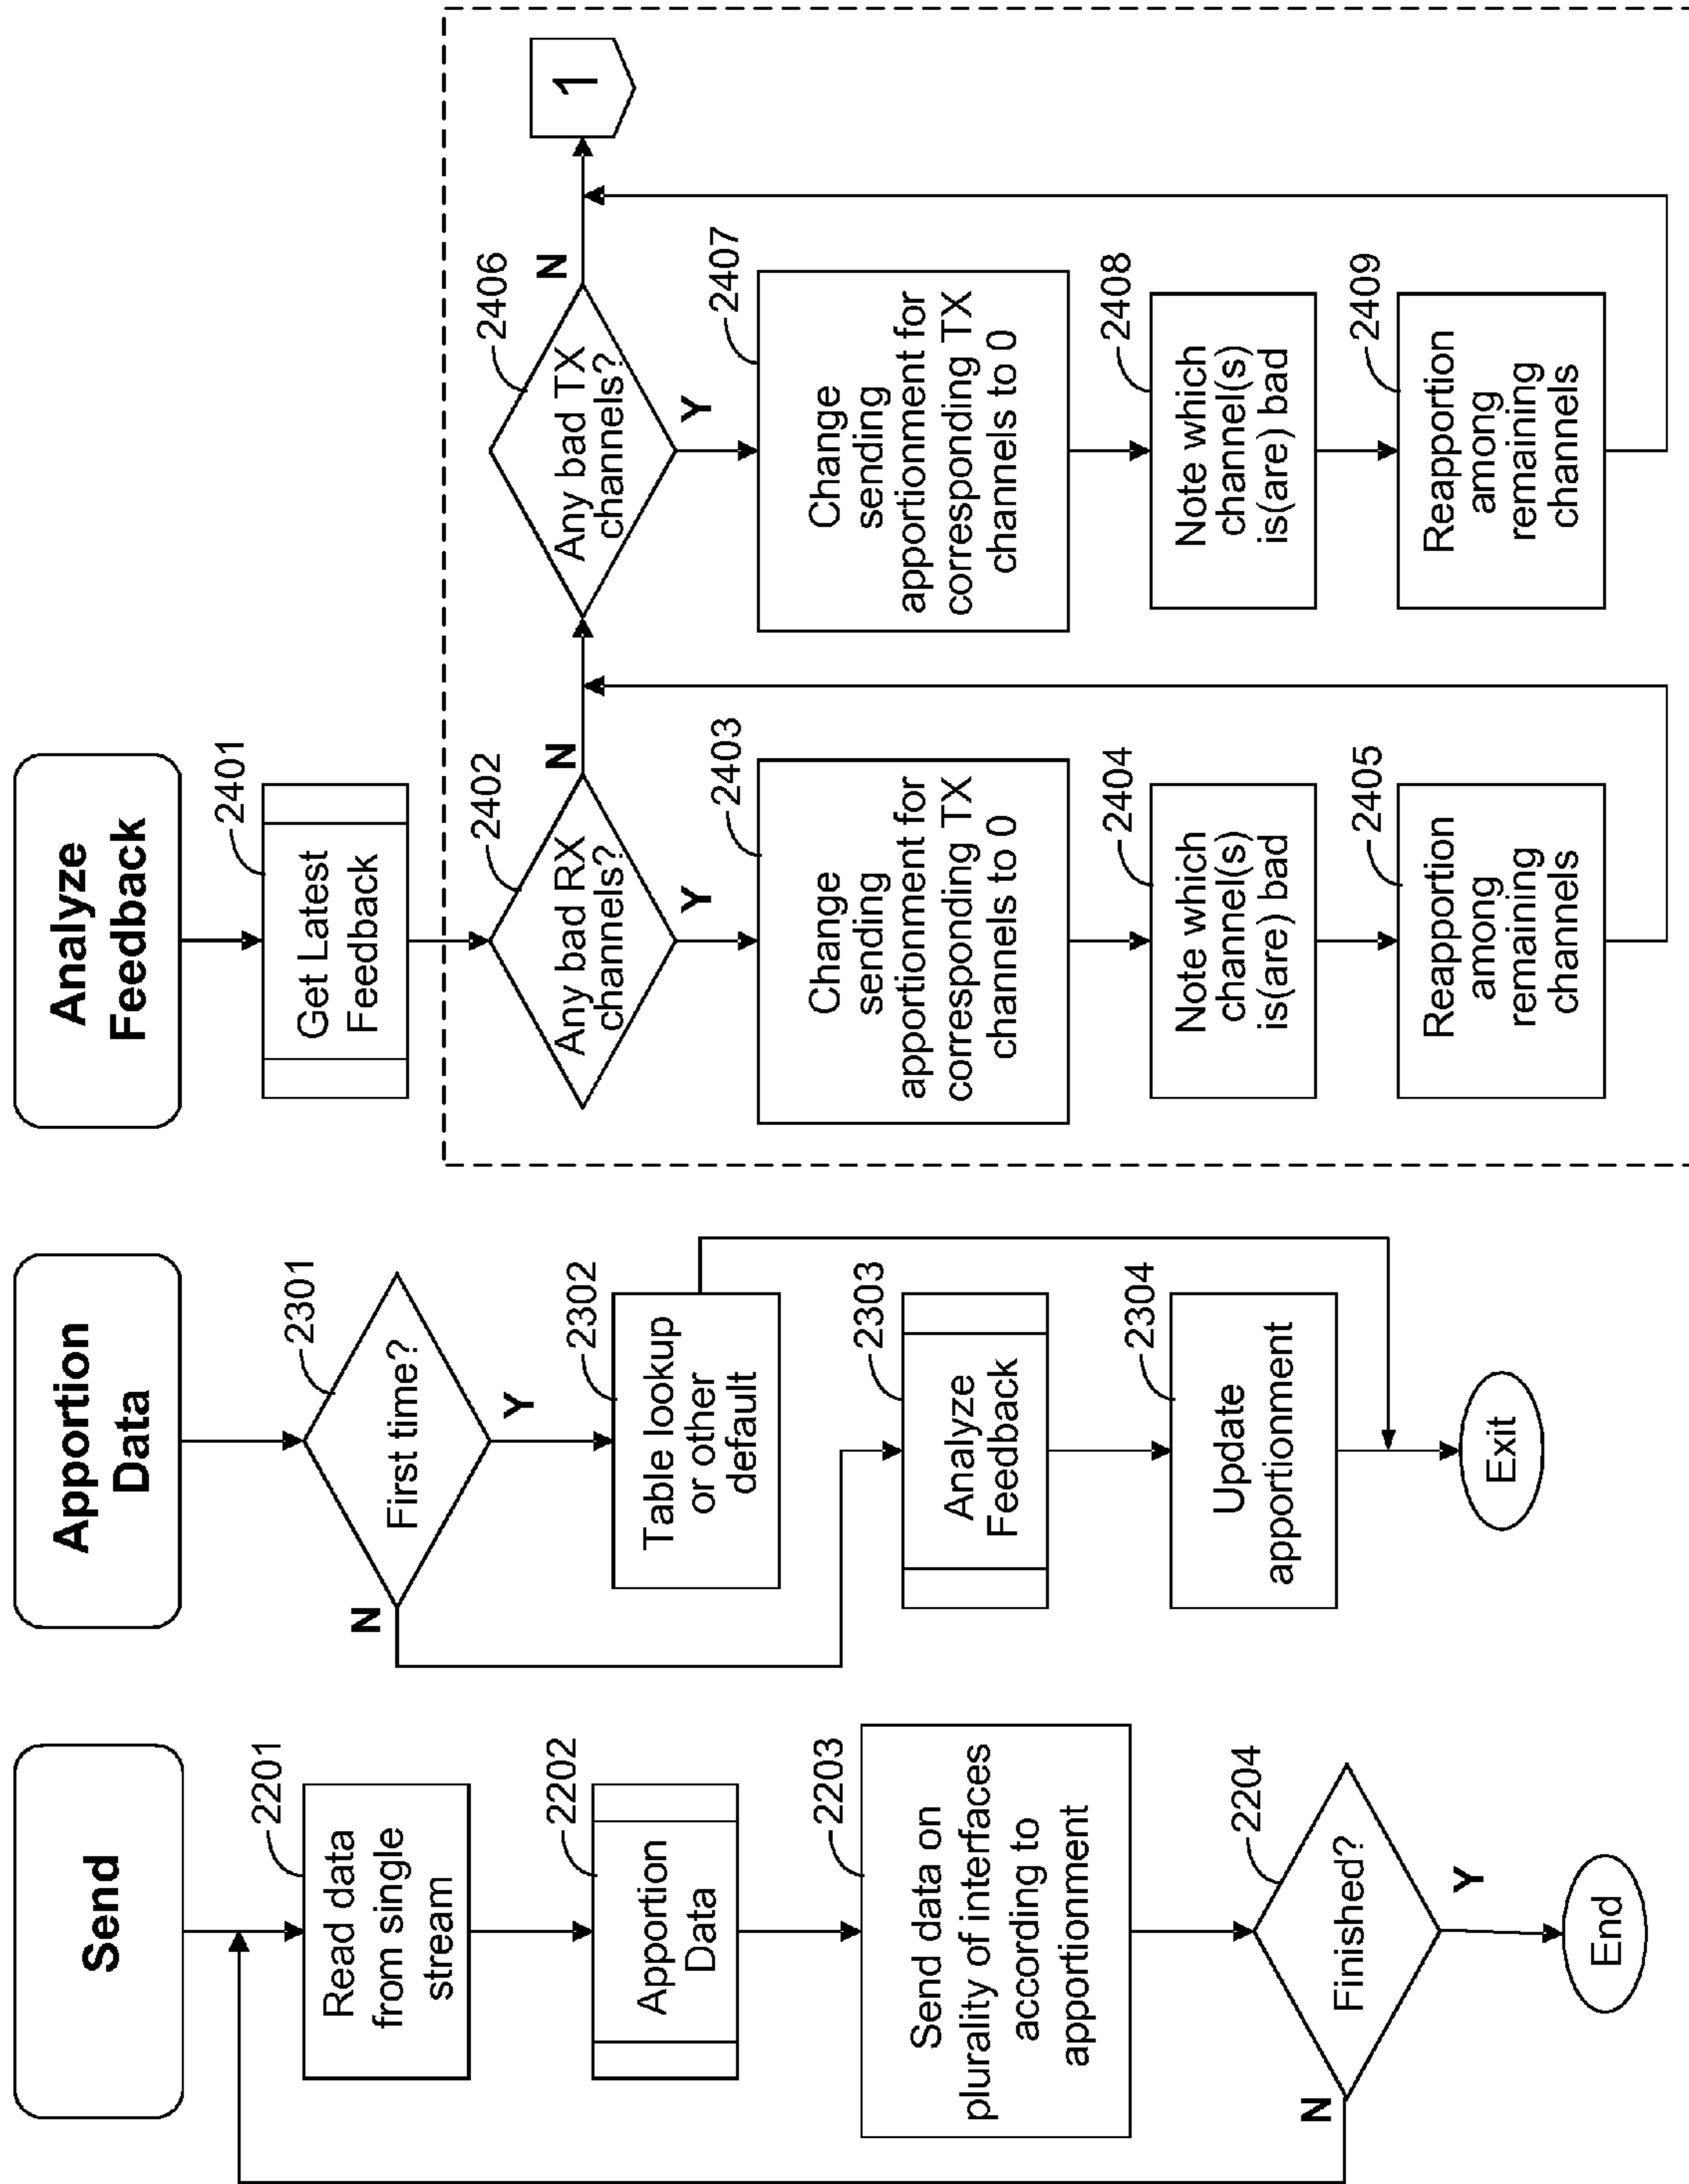 Send
2201
Read data
from single
stream
2202
Apportion
Data
2203
Send data on
plurality of interfaces
according to
apportionment
2204
Finished?
N
Y
End
Apportion
Data
2301
First time?
N
Y
2302
Table lookup
or other
default
2303
Analyze
Feedback
2304
Update
apportionment
Exit
Analyze
Feedback
2401
Get Latest
Feedback
2402
Any bad RX
channels?
N
Y
2403
Change
sending
apportionment for
corresponding TX
channels to 0
2404
Note which
channel(s)
is(are) bad
2405
Reapportion
among
remaining
channels
2406
Any bad TX
channels?
N
Y
2407
Change
sending
apportionment for
corresponding TX
channels to 0
2408
Note which
channel(s)
is(are) bad
2409
Reapportion
among
remaining
channels
1